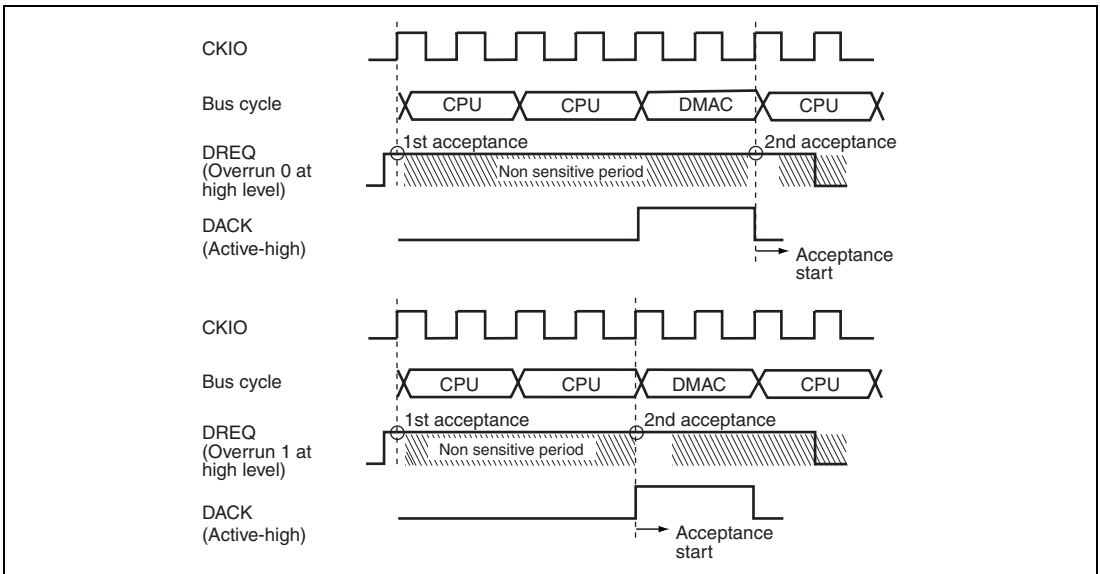 CKIO
Bus cycle
CPU CPU DMAC CPU
1st acceptance 2nd acceptance
DREQ
(Overrun 0 at
high level)
Non sensitive period
DACK
(Active-high)
Acceptance
start
CKIO
Bus cycle
CPU CPU DMAC CPU
1st acceptance 2nd acceptance
DREQ
(Overrun 1 at
high level)
Non sensitive period
DACK
(Active-high)
Acceptance
start